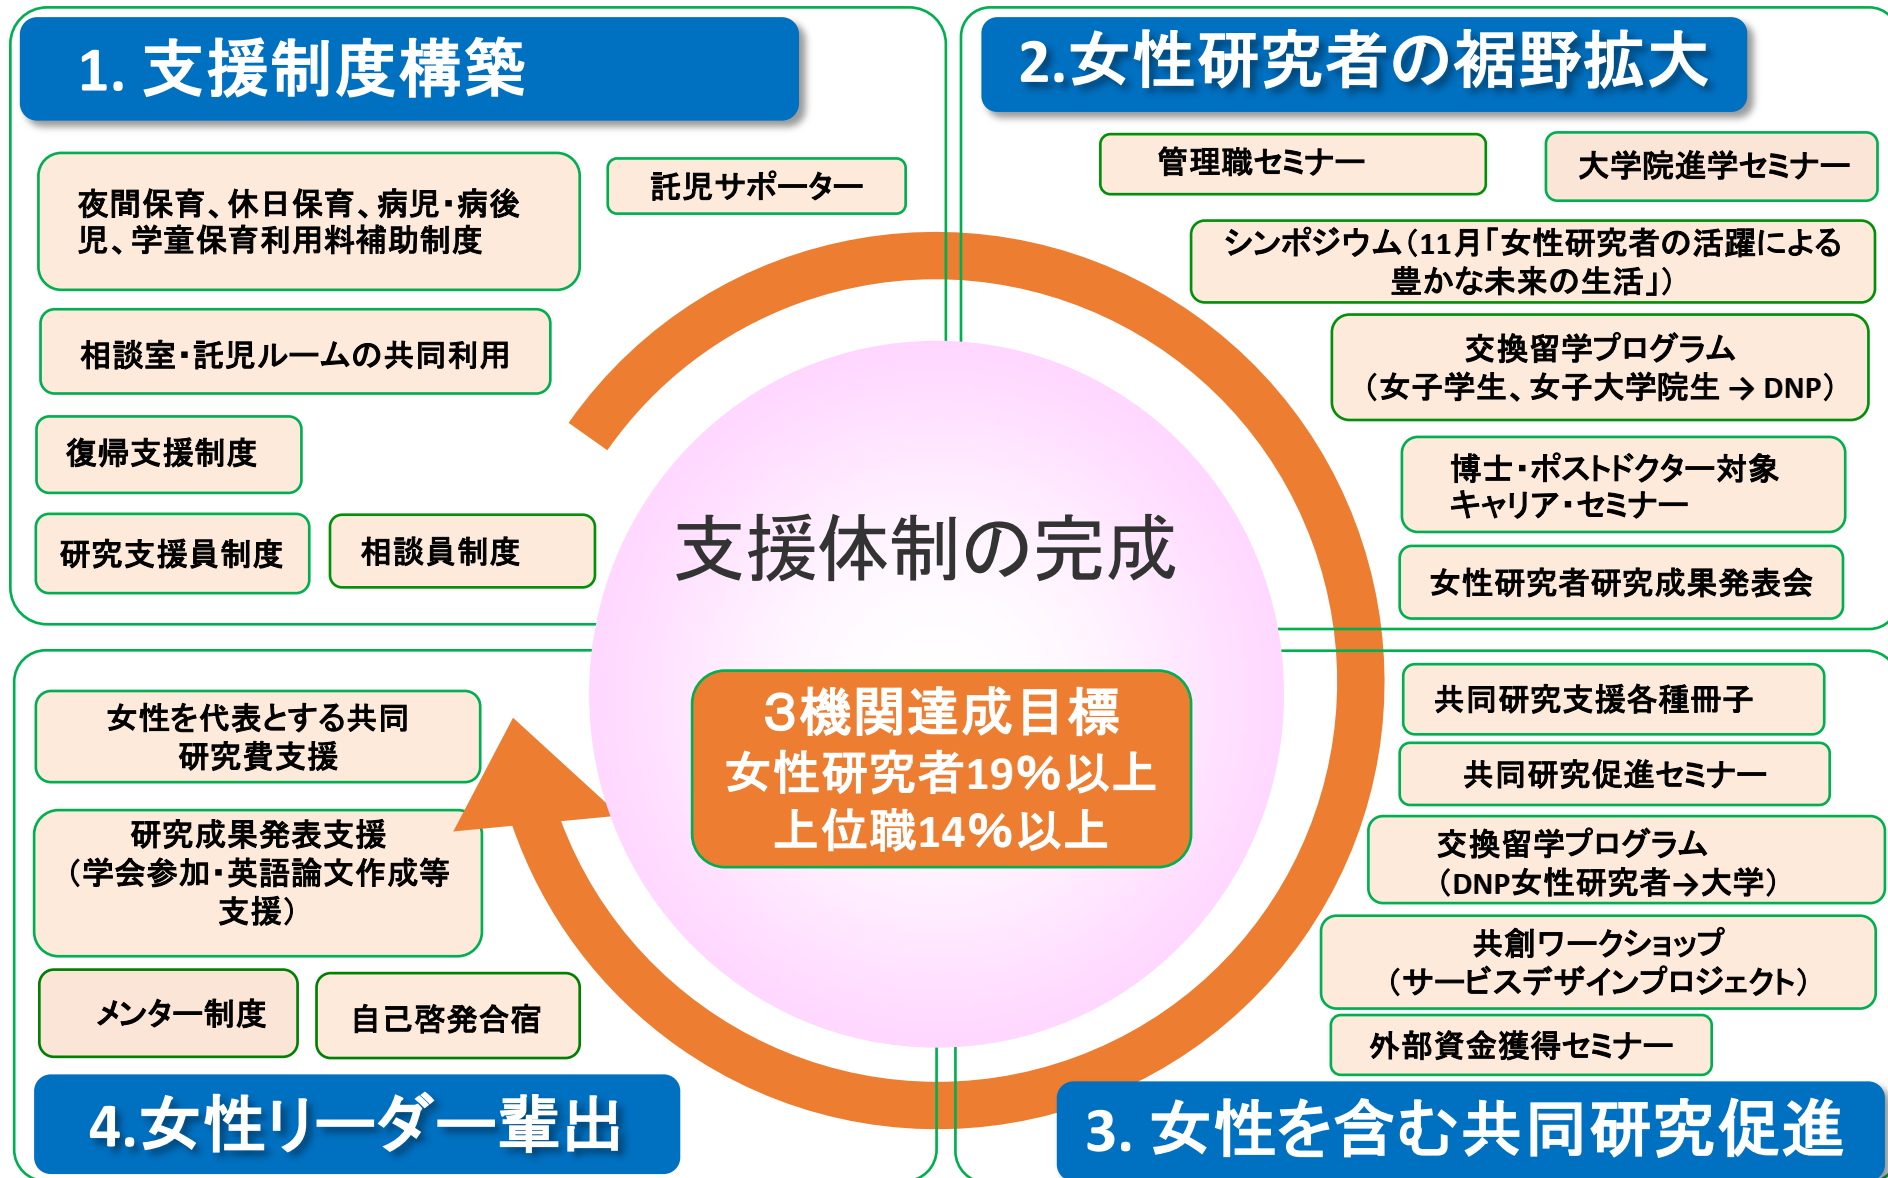 1. 支援制度構築
夜間保育、休日保育、病児・病後
児、学童保育利用料補助制度
託児サポーター
相談室・託児ルームの共同利用
復帰支援制度
研究支援員制度
相談員制度
2.女性研究者の裾野拡大
管理職セミナー
大学院進学セミナー
シンポジウム（11月「女性研究者の活躍による
豊かな未来の生活」）
交換留学プログラム
（女子学生、女子大学院生 → DNP）
博士・ポストドクター対象
キャリア・セミナー
女性研究者研究成果発表会
支援体制の完成
３機関達成目標
女性研究者19％以上
上位職14％以上
共同研究支援各種冊子
共同研究促進セミナー
交換留学プログラム
（DNP女性研究者→大学）
共創ワークショップ
（サービスデザインプロジェクト）
外部資金獲得セミナー
3. 女性を含む共同研究促進
女性を代表とする共同
研究費支援
研究成果発表支援
（学会参加・英語論文作成等
支援）
メンター制度
自己啓発合宿
4.女性リーダー輩出